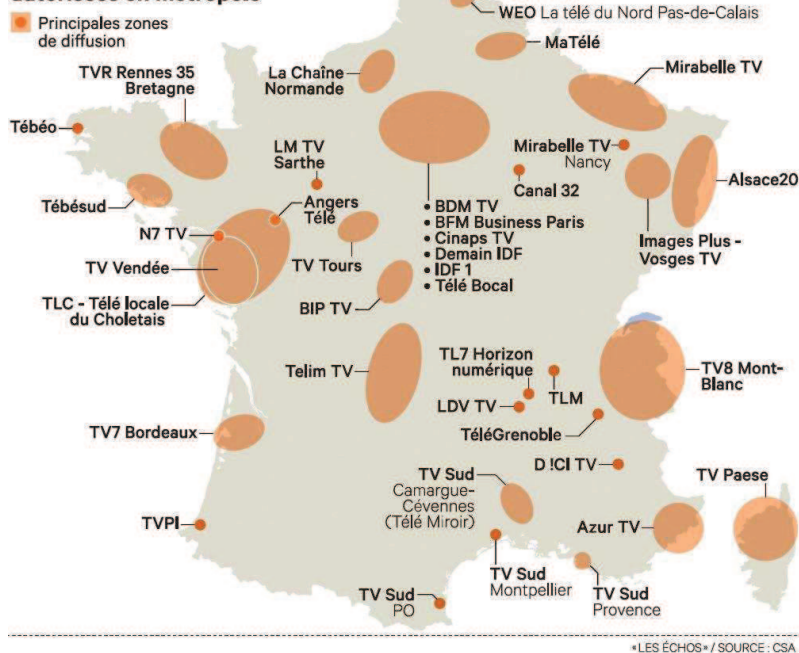 Principales zones
de diffusion
WEO La télé du Nord Pas-de-Calais
MaTélé
La Chaîne
Normande
Mirabelle TV
TVR Rennes 35
Bretagne
Tébéo
LM TV
Sarthe
Mirabelle TV
Nancy
Canal 32
Alsace20
Tébésud
Angers
Télé
N7 TV
• BDM TV
• BFM Business Paris
• Cinaps TV
• Demain IDF
• IDF 1
• Télé Bocal
Images Plus -
Vosges TV
TV Vendée
TV Tours
TLC - Télé locale
du Choletais
BIP TV
Telim TV
TL7 Horizon
numérique
TLM
TV8 Mont-
Blanc
LDV TV
TéléGrenoble
TV7 Bordeaux
D !CI TV
TV Sud
Camargue-
Cévennes
(Télé Miroir)
TV Paese
TVPI
Azur TV
TV Sud
Montpellier
TV Sud
Provence
TV Sud
PO
« LES ÉCHOS » / SOURCE : CSA